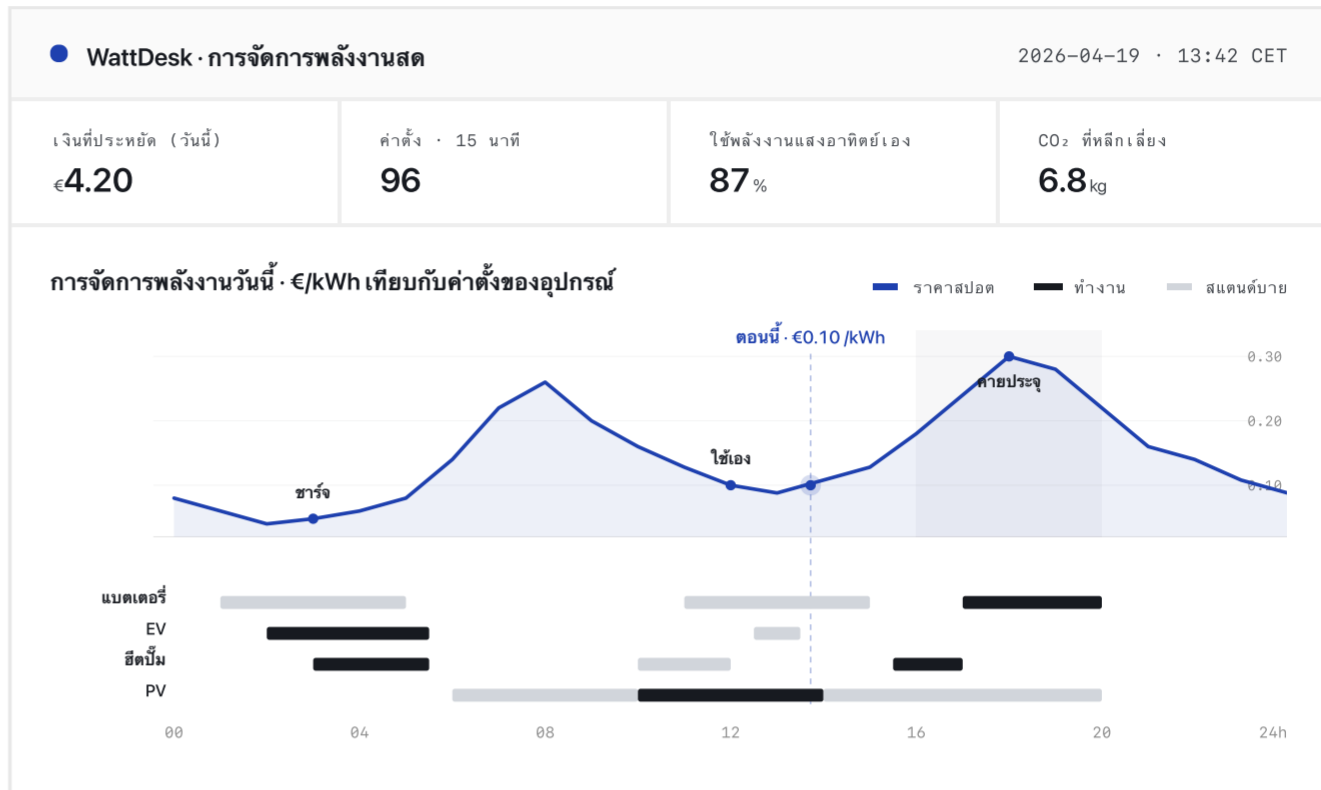 WattDesk · การจัดการพลังงานสด
2026-04-19 · 13:42 CET
เงินที่ประหยัด (วันนี้)
€4.20
ค่าตั้ง · 15 นาที
96
ใช้พลังงานแสงอาทิตย์เอง
87 %
CO₂ ที่หลีกเลี่ยง
6.8 kg
การจัดการพลังงานวันนี้ · €/kWh เทียบกับค่าตั้งของอุปกรณ์
ราคาสปอต
ทำงาน
สแตนด์บาย
ตอนนี้ · €0.10 /kWh
0.30
คายประจุ
0.20
ใช้เอง
ชาร์จ
0.10
แบตเตอรี่
EV
ฮีตปั๊ม
PV
00 04 08 12 16 20 24h